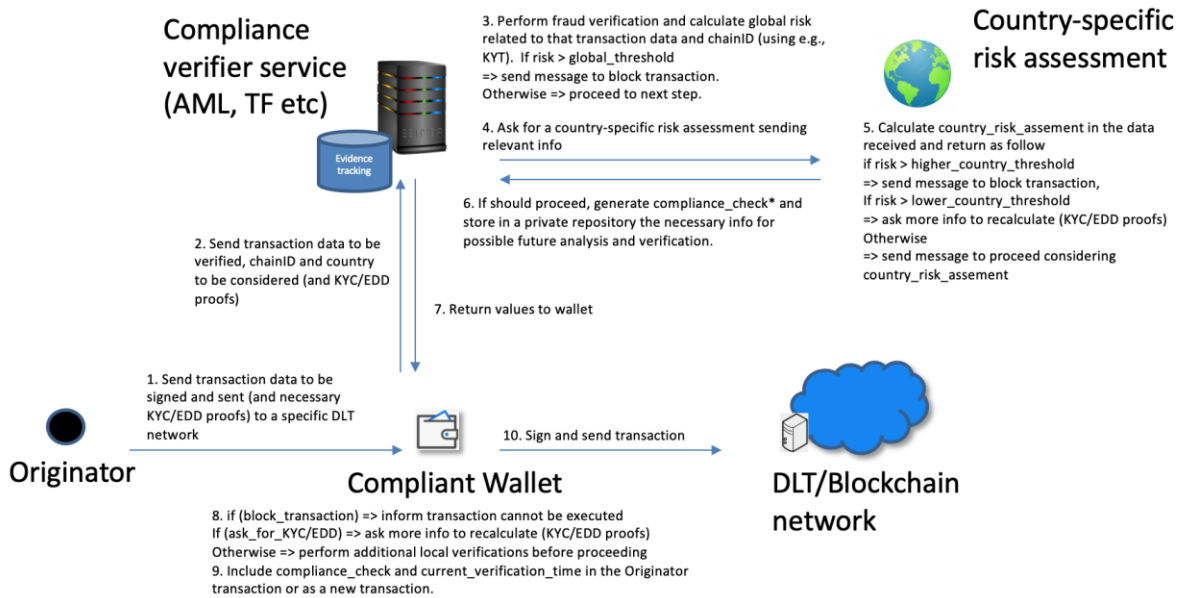 Compliance
verifier service
(AML, TF etc)
Evidence
tracking
3. Perform fraud verification and calculate global risk
related to that transaction data and chainID (using e.g.,
KYT). If risk > global_threshold
=> send message to block transaction.
Otherwise => proceed to next step.
4. Ask for a country-specific risk assessment sending
relevant info
6. If should proceed, generate compliance_check* and
store in a private repository the necessary info for
possible future analysis and verification.
Country-specific
risk assessment
5. Calculate country_risk_assement in the data
received and return as follow
if risk > higher_country_threshold
=> send message to block transaction,
If risk > lower_country_threshold
=> ask more info to recalculate (KYC/EDD proofs)
Otherwise
=> send message to proceed considering
country_risk_assement
2. Send transaction data to be
verified, chainID and country
to be considered (and KYC/EDD
proofs)
7. Return values to wallet
1. Send transaction data to be
signed and sent (and necessary
KYC/EDD proofs) to a specific DLT
network
Originator
10. Sign and send transaction
Compliant Wallet
8. if (block_transaction) => inform transaction cannot be executed
If (ask_for_KYC/EDD) => ask more info to recalculate (KYC/EDD proofs)
Otherwise => perform additional local verifications before proceeding
9. Include compliance_check and current_verification_time in the Originator
transaction or as a new transaction.
DLT/Blockchain
network